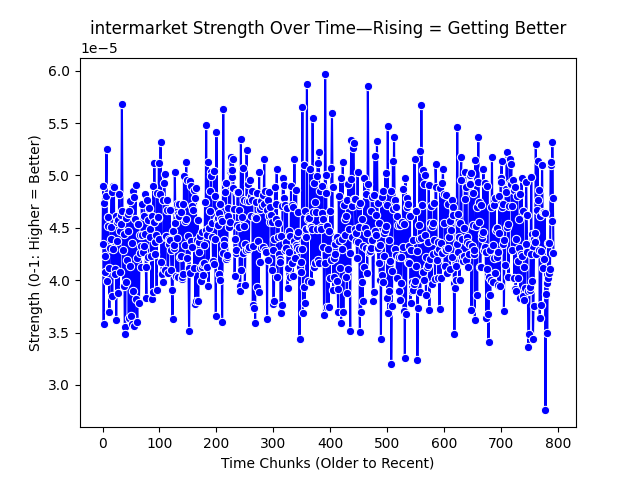 intermarket Strength Over Time—Rising = Getting Better
1e−5
6.0
5.5
5.0
4.5
4.0
3.5
3.0
Strength (0-1: Higher = Better)
0 100 200 300 400 500 600 700 800
Time Chunks (Older to Recent)